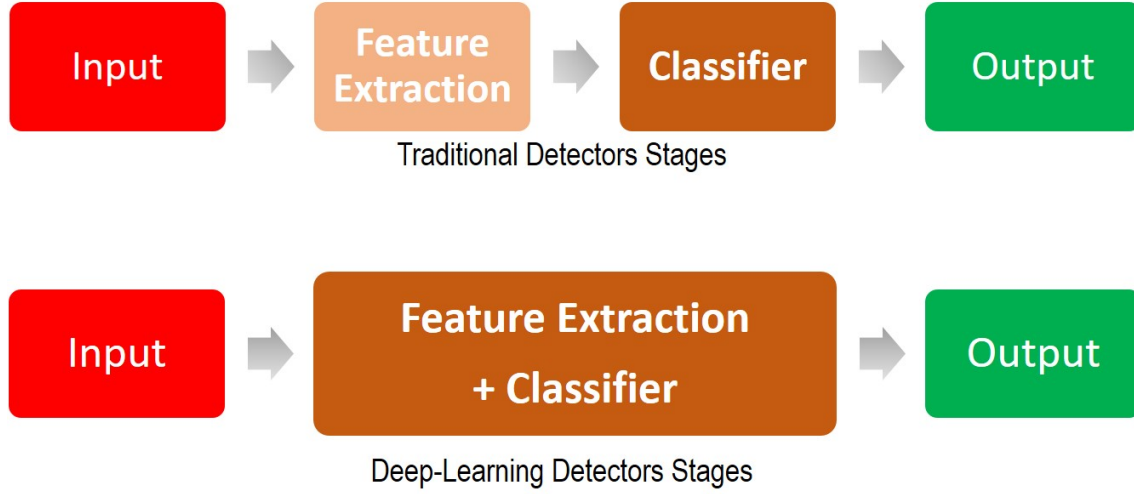 Input
Feature
Extraction
Classifier
Output
Traditional Detectors Stages
Input
Feature Extraction
+ Classifier
Output
Deep-Learning Detectors Stages